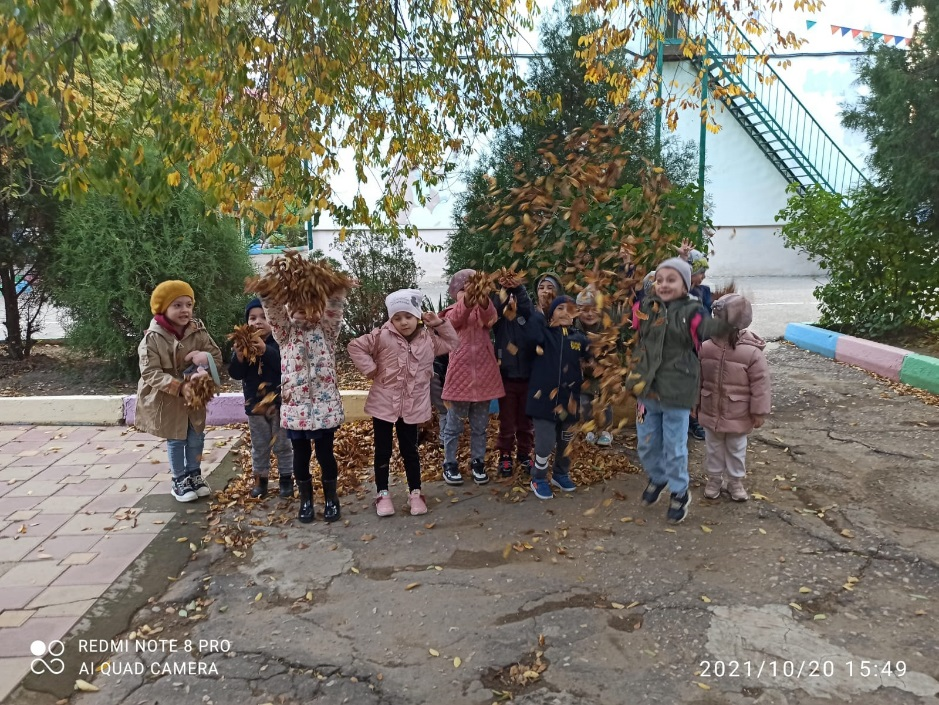 REDMI NOTE 8 PRO
AI QUAD CAMERA
2021/10/20 15:49